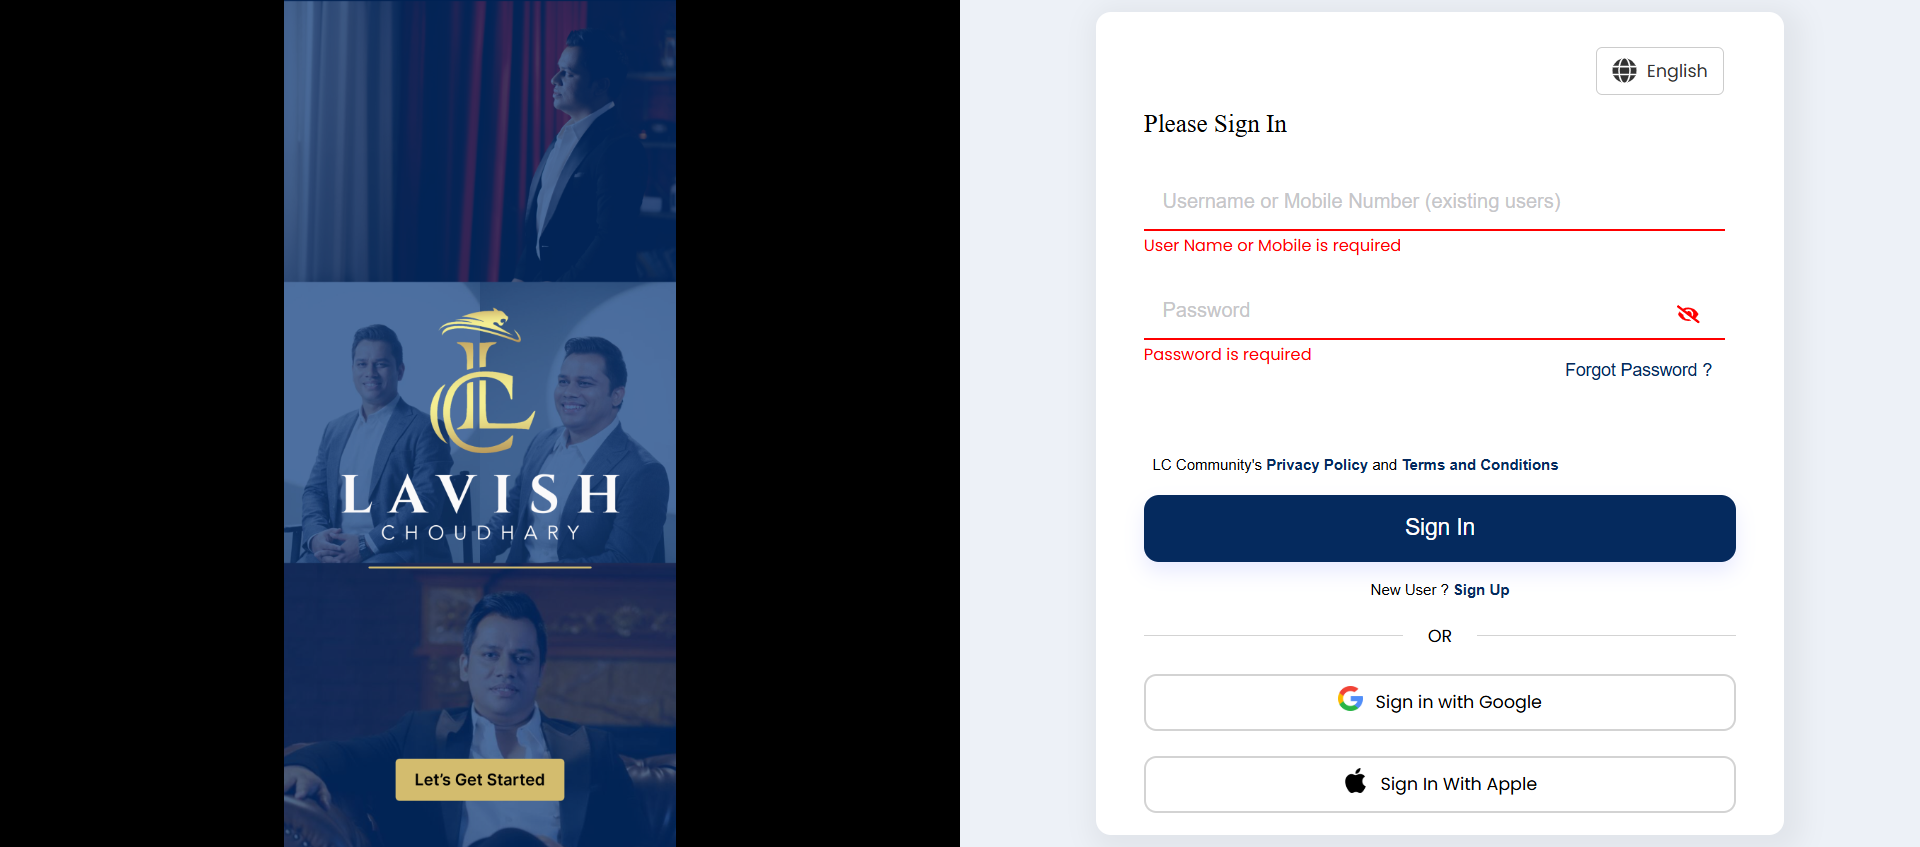 LC
LAVISH
CHOUDHARY
Let's Get Started
English
Please Sign In
Username or Mobile Number (existing users)
User Name or Mobile is required
Password
Password is required
Forgot Password ?
LC Community's Privacy Policy and Terms and Conditions
Sign In
New User ? Sign Up
OR
Sign in with Google
Sign In With Apple